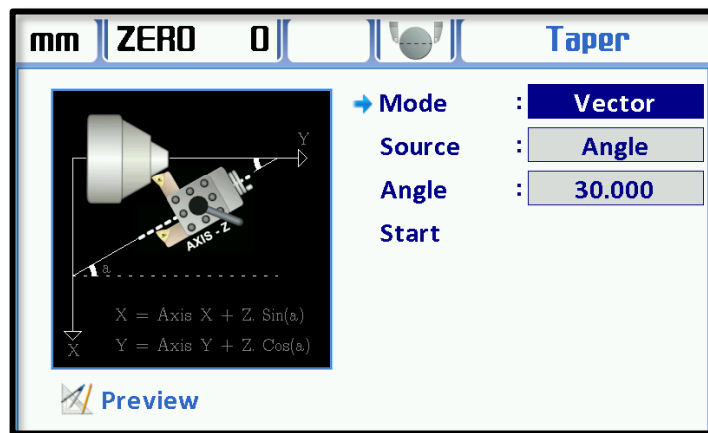 mm ZERO 0 Taper
Mode : Vector
Source : Angle
Angle : 30.000
Start
Y
AXIS - Z
a
X = Axis X + Z. Sin(a)
Y = Axis Y + Z. Cos(a)
X
Preview